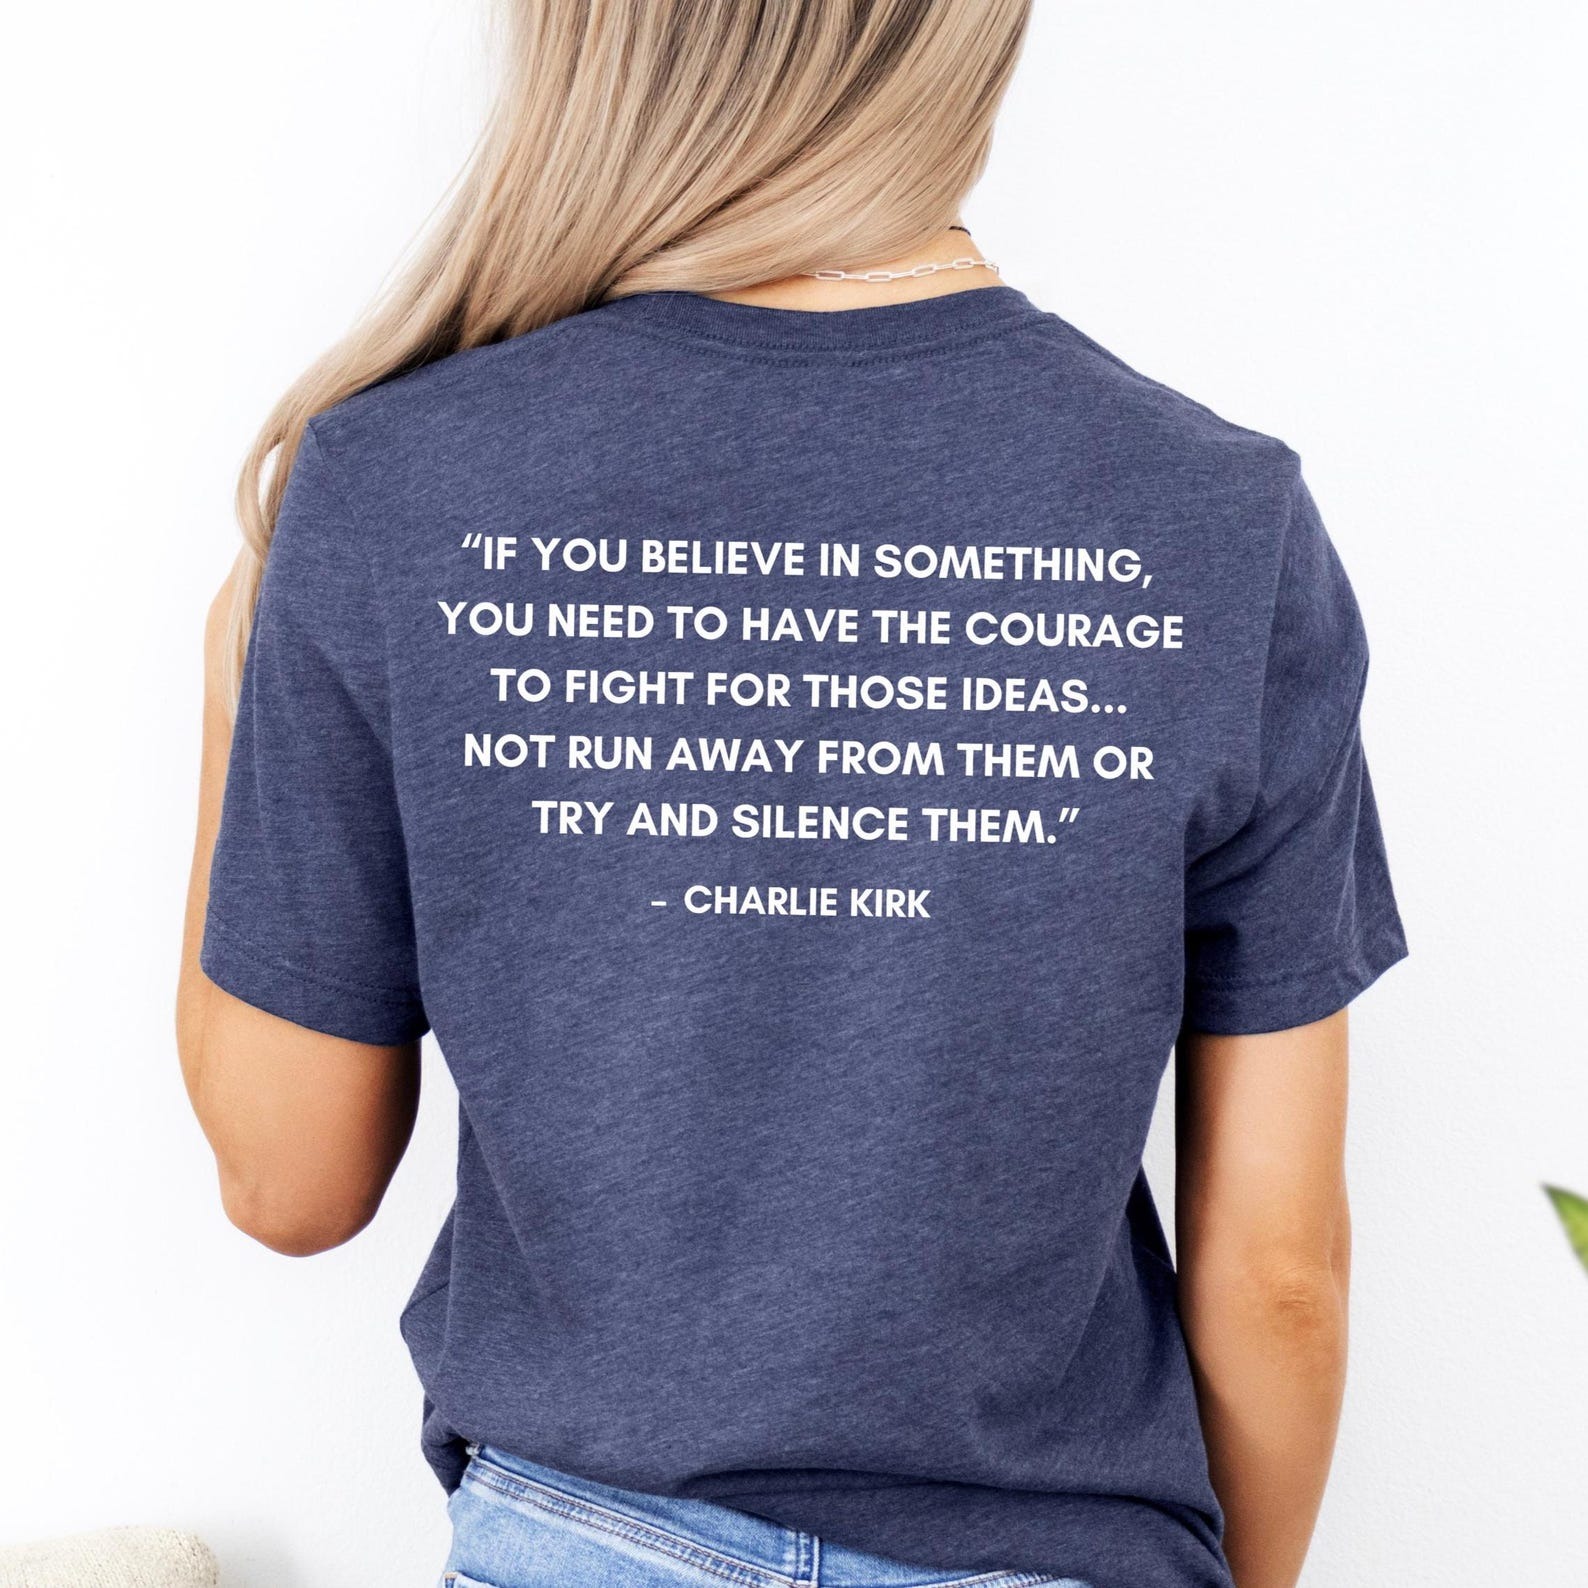 “IF YOU BELIEVE IN SOMETHING,
YOU NEED TO HAVE THE COURAGE
TO FIGHT FOR THOSE IDEAS...
NOT RUN AWAY FROM THEM OR
TRY AND SILENCE THEM.”
- CHARLIE KIRK